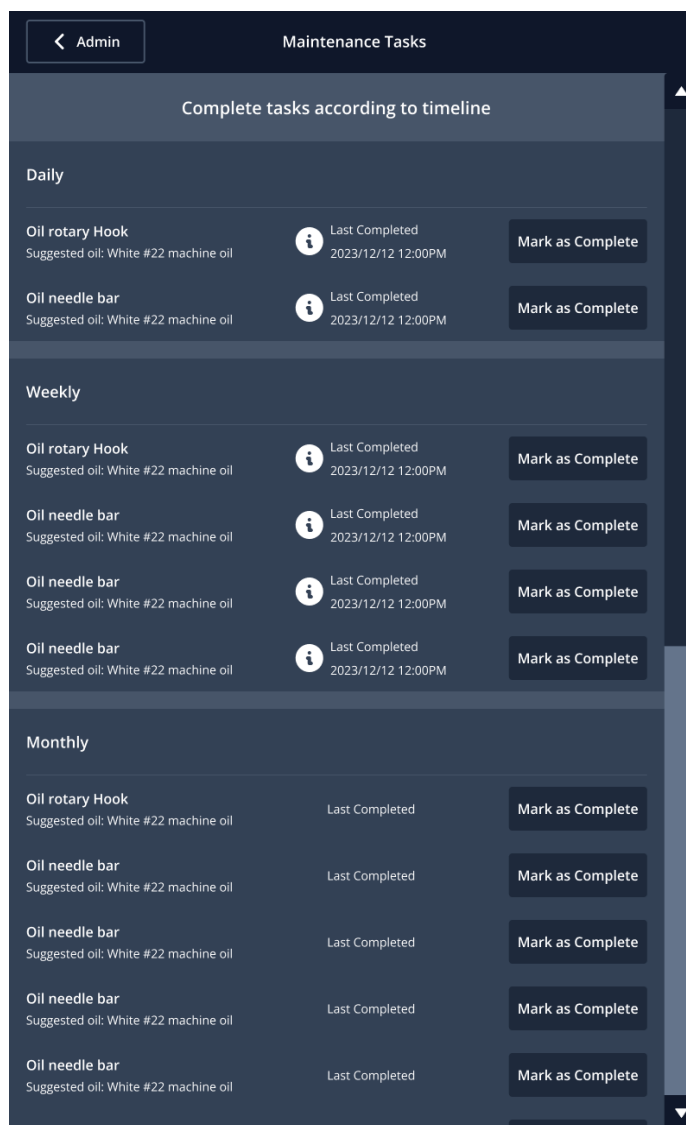 Admin
Maintenance Tasks
Complete tasks according to timeline
Daily
Oil rotary Hook
Suggested oil: White #22 machine oil
Last Completed
2023/12/12 12:00PM
Mark as Complete
Oil needle bar
Suggested oil: White #22 machine oil
Last Completed
2023/12/12 12:00PM
Mark as Complete
Weekly
Oil rotary Hook
Suggested oil: White #22 machine oil
Last Completed
2023/12/12 12:00PM
Mark as Complete
Oil needle bar
Suggested oil: White #22 machine oil
Last Completed
2023/12/12 12:00PM
Mark as Complete
Oil needle bar
Suggested oil: White #22 machine oil
Last Completed
2023/12/12 12:00PM
Mark as Complete
Oil needle bar
Suggested oil: White #22 machine oil
Last Completed
2023/12/12 12:00PM
Mark as Complete
Monthly
Oil rotary Hook
Suggested oil: White #22 machine oil
Last Completed
Mark as Complete
Oil needle bar
Suggested oil: White #22 machine oil
Last Completed
Mark as Complete
Oil needle bar
Suggested oil: White #22 machine oil
Last Completed
Mark as Complete
Oil needle bar
Suggested oil: White #22 machine oil
Last Completed
Mark as Complete
Oil needle bar
Suggested oil: White #22 machine oil
Last Completed
Mark as Complete